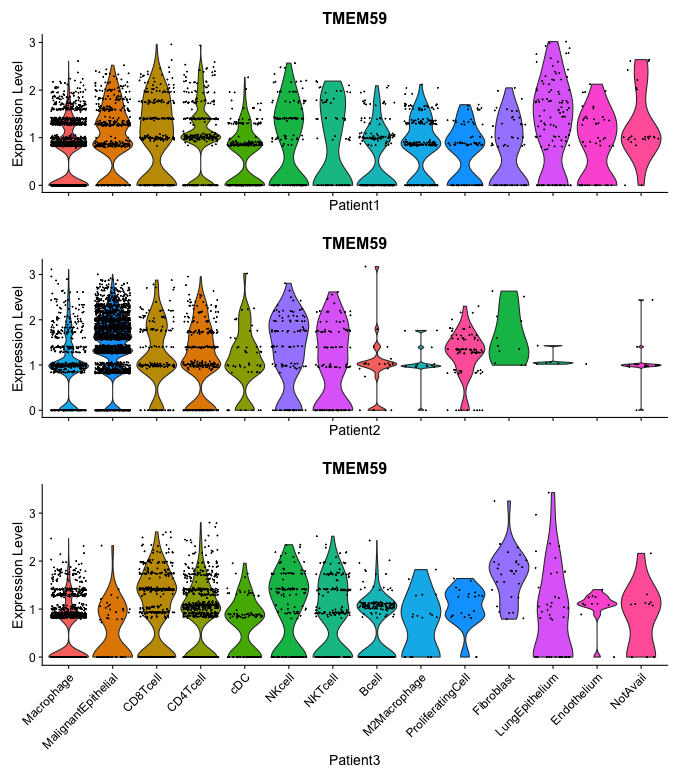 TMEM59
Expression Level
3
2
1
0
Patient1
TMEM59
Expression Level
3
2
1
0
Patient2
TMEM59
Expression Level
3
2
1
0
Macrophage
MalignantEpithelial
CD8Tcell
CD4Tcell
cDC
NKcell
NKTcell
Bcell
M2Macrophage
ProliferatingCell
Fibroblast
LungEpithelium
Endothelium
NotAvail
Patient3